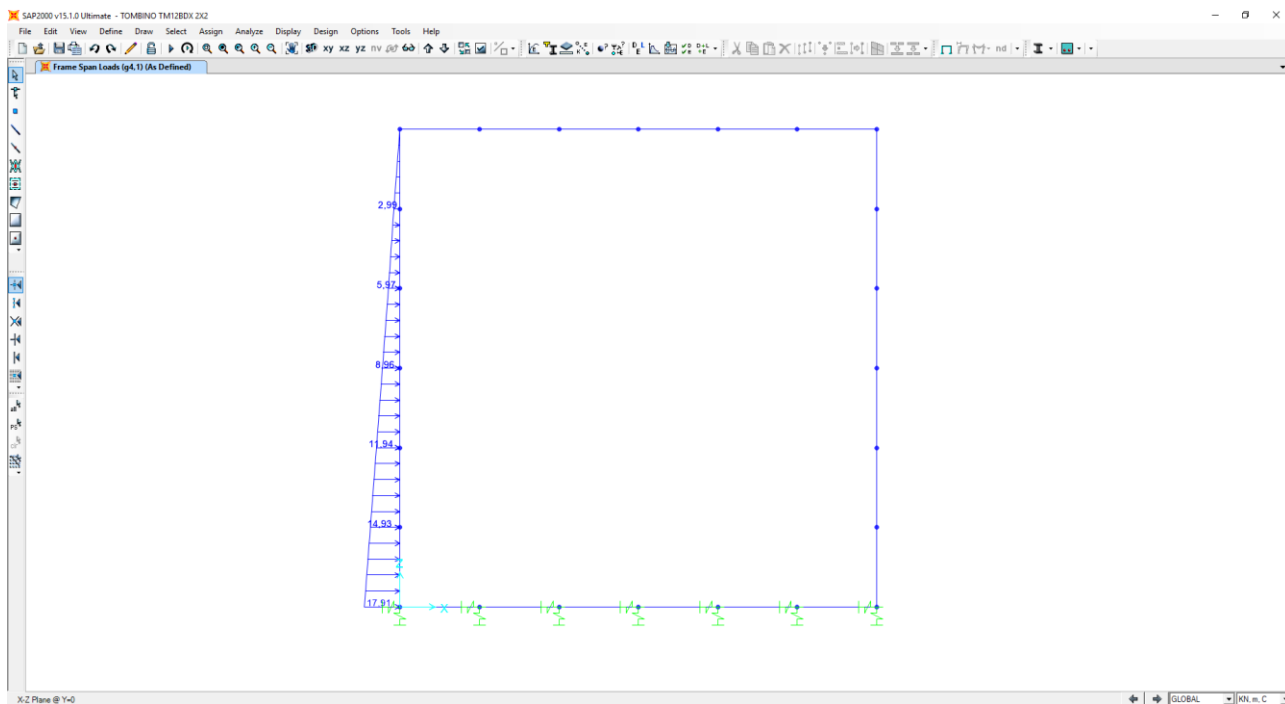 SAP2000 v15.1.0 Ultimate - TOMBINO TM12BDX 2X2
File Edit View Define Draw Select Assign Analyze Display Design Options Tools Help
xy xz yz nv nd
Frame Span Loads (g4,1) (As Defined)
2,99
5,97
8,96
11,94
14,93
Z
17,91 X
X-Z Plane @ Y=0 GLOBAL KN, m, C